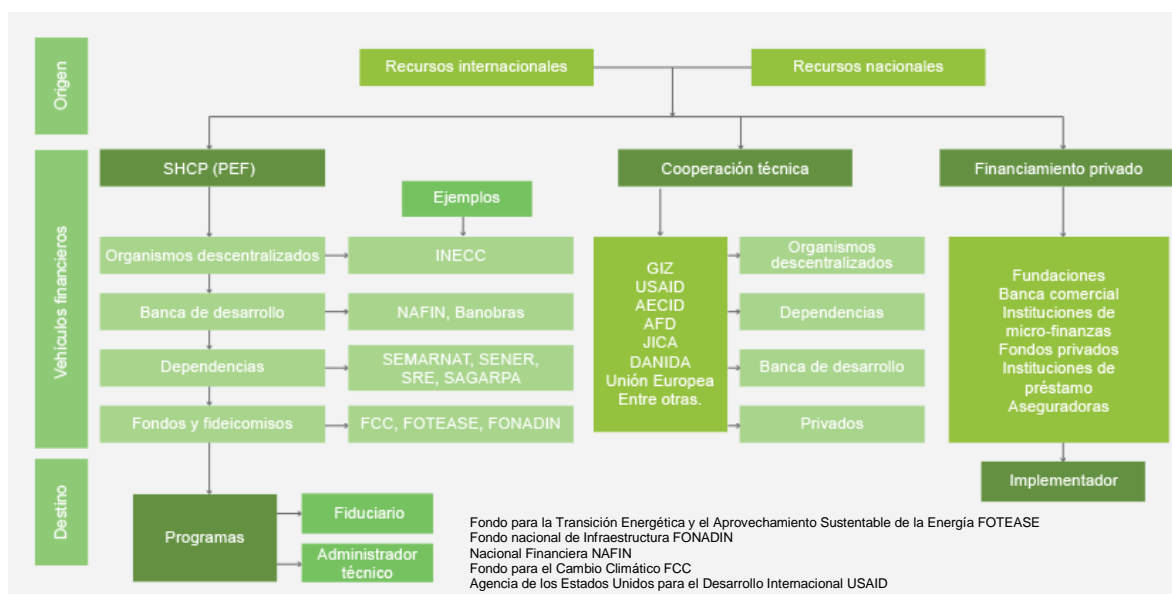 Origen
Recursos internacionales
Recursos nacionales
Vehículos financieros
SHCP (PEF)
Cooperación técnica
Financiamiento privado
Ejemplos
Organismos descentralizados
INECC
Banca de desarrollo
NAFIN, Banobras
Dependencias
SEMARNAT, SENER,
SRE, SAGARPA
Fondos y fideicomisos
FCC, FOTEASE, FONADIN
GIZ
USAID
AECID
AFD
JICA
DANIDA
Unión Europea
Entre otras.
Organismos
descentralizados
Dependencias
Banca de desarrollo
Privados
Fundaciones
Banca comercial
Instituciones de
micro-finanzas
Fondos privados
Instituciones de
préstamo
Aseguradoras
Destino
Programas
Fiduciario
Administrador
técnico
Implementador
Fondo para la Transición Energética y el Aprovechamiento Sustentable de la Energía FOTEASE
Fondo nacional de Infraestructura FONADIN
Nacional Financiera NAFIN
Fondo para el Cambio Climático FCC
Agencia de los Estados Unidos para el Desarrollo Internacional USAID